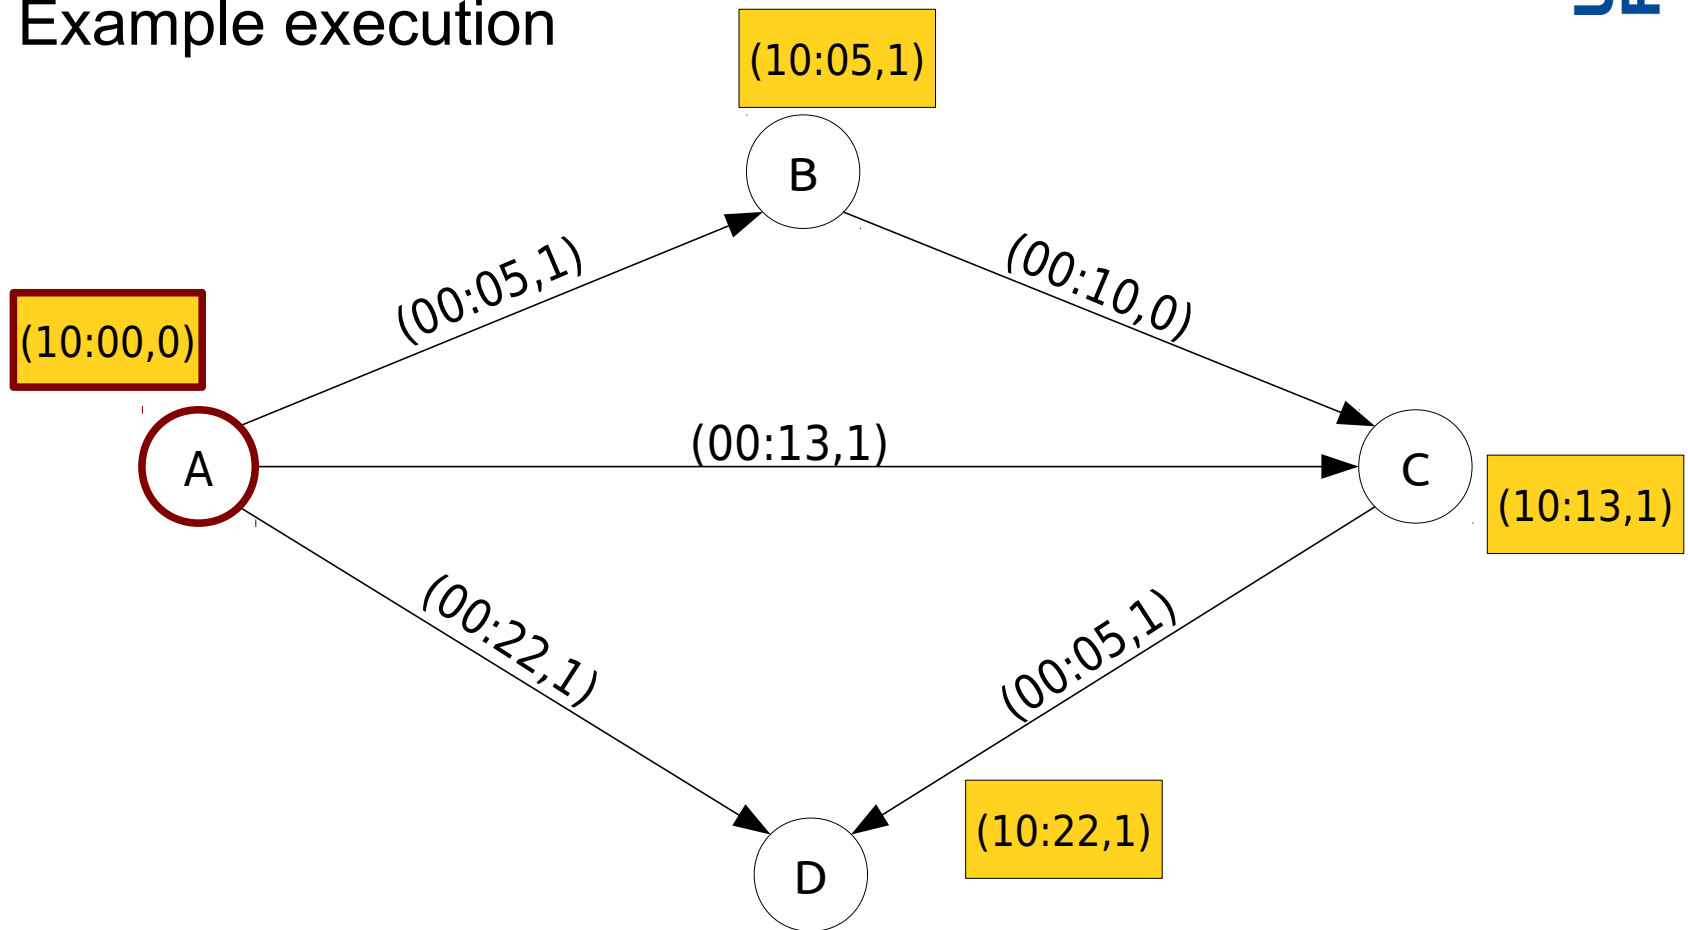 Example execution
(10:05,1)
B
(00:05,1)
(00:10,0)
(10:00,0)
(00:13,1)
A
C
(10:13,1)
(00:22,1)
(00:05,1)
(10:22,1)
D